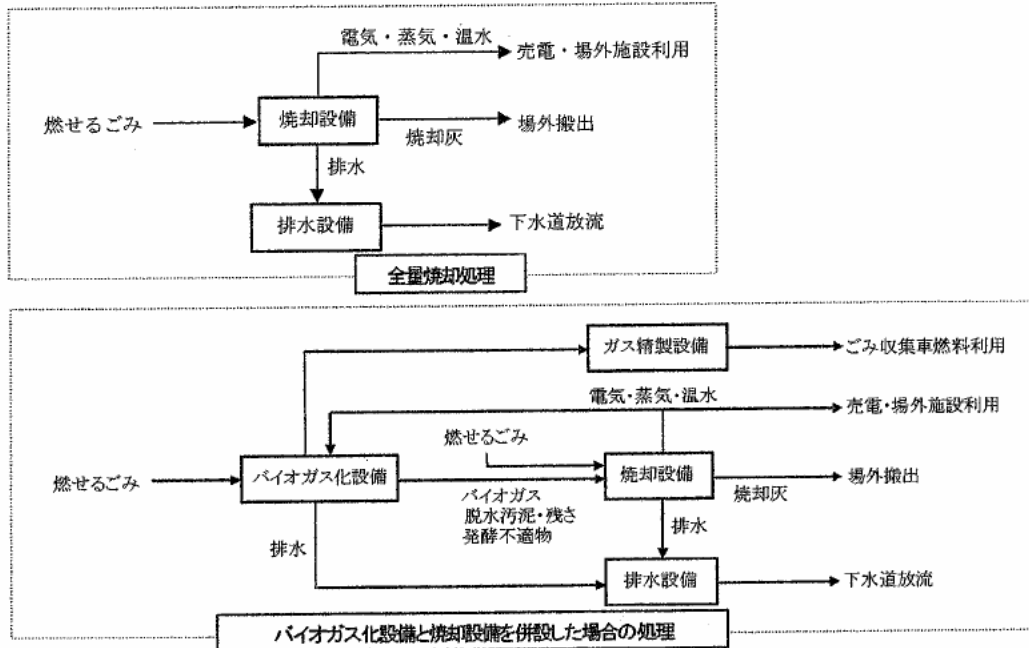 電気・蒸気・温水
売電・場外施設利用
燃せるごみ
焼却設備
場外搬出
焼却灰
排水
排水設備
下水道放流
全量焼却処理
ガス精製設備
ごみ収集車燃料利用
電気・蒸気・温水
売電・場外施設利用
燃せるごみ
燃せるごみ
バイオガス化設備
焼却設備
場外搬出
焼却灰
バイオガス
脱水汚泥・残さ
発酵不適物
排水
排水
排水設備
下水道放流
バイオガス化設備と焼却設備を併設した場合の処理